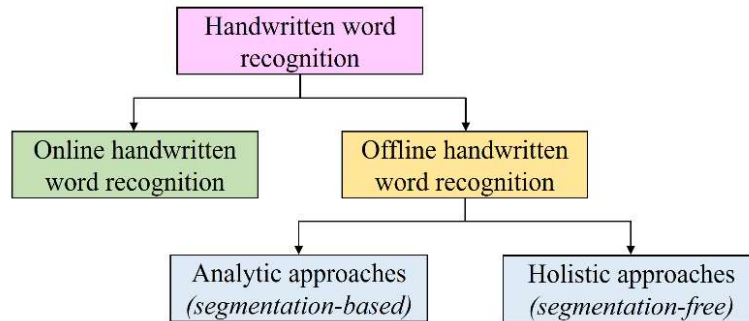 Handwritten word
recognition
Online handwritten
word recognition
Offline handwritten
word recognition
Analytic approaches
(segmentation-based)
Holistic approaches
(segmentation-free)